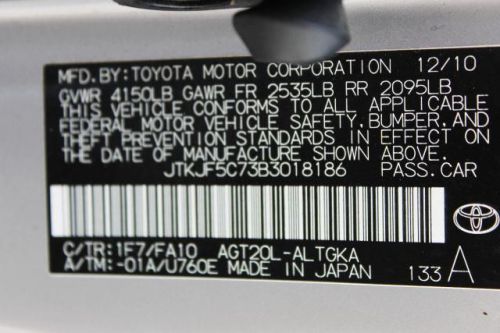 MFD.BY:TOYOTA MOTOR CORPORATION 12/10
GVWR 4150LB GAWR FR 2535LB RR 2095LB
THIS VEHICLE CONFORMS TO ALL APPLICABLE
FEDERAL MOTOR VEHICLE SAFETY,BUMPER,AND
THEFT PREVENTION STANDARDS IN EFFECT ON
THE DATE OF MANUFACTURE SHOWN ABOVE.
JTKJF5C73B3018186 PASS.CAR
C/TR:1F7/FA10 AGT20L-ALTGKA
A/TM:-01A/U760E MADE IN JAPAN 133 A